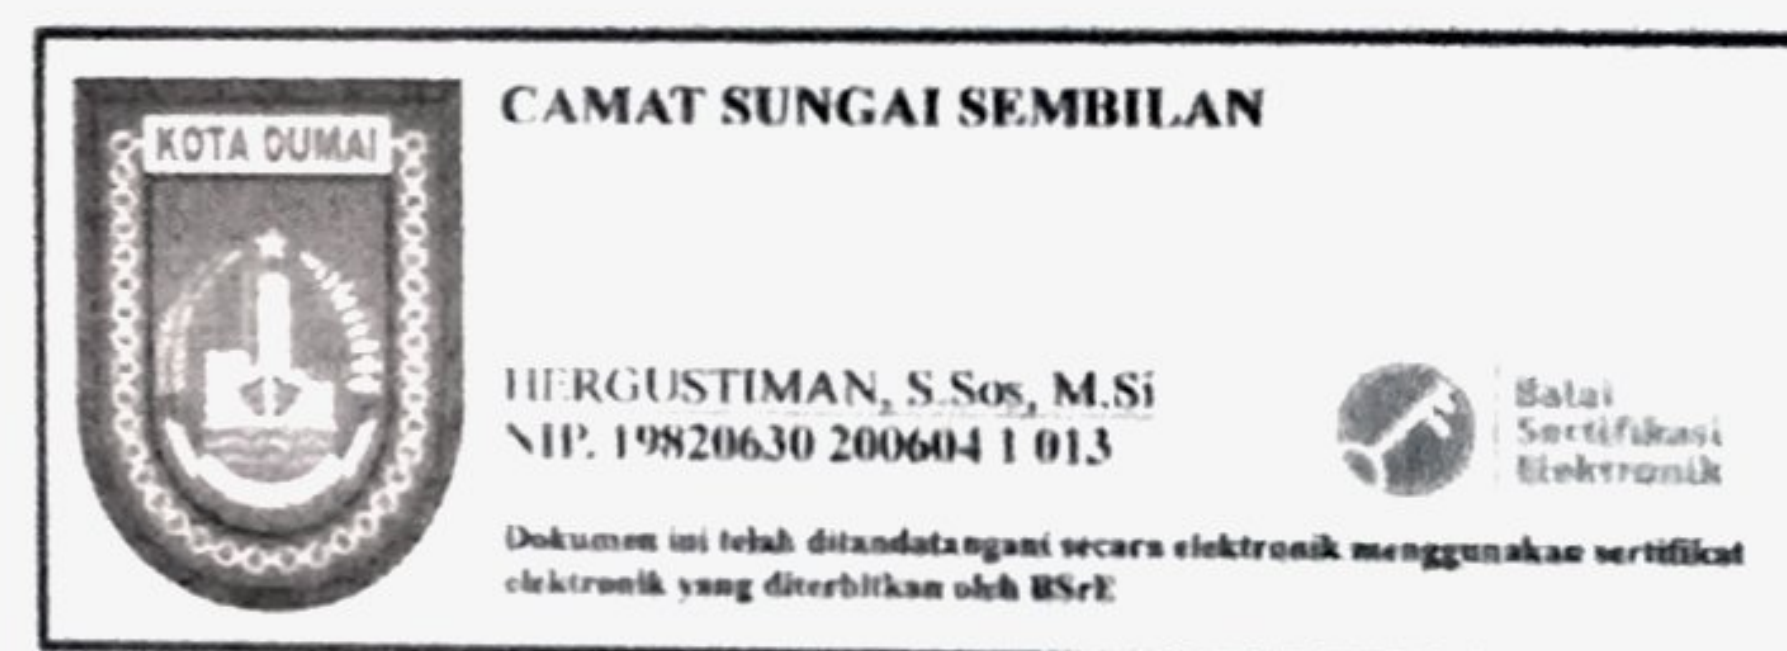 CAMAT SUNGAI SEMBILAN
KOTA DUMAI
HERGUSTIMAN, S.Sos, M.Si
NIP. 19820630 200604 1 013
Balai
Sertifikasi
Elektronik
Dokumen ini telah ditandatangani secara elektronik menggunakan sertifikat
elektronik yang diterbitkan oleh BSrE